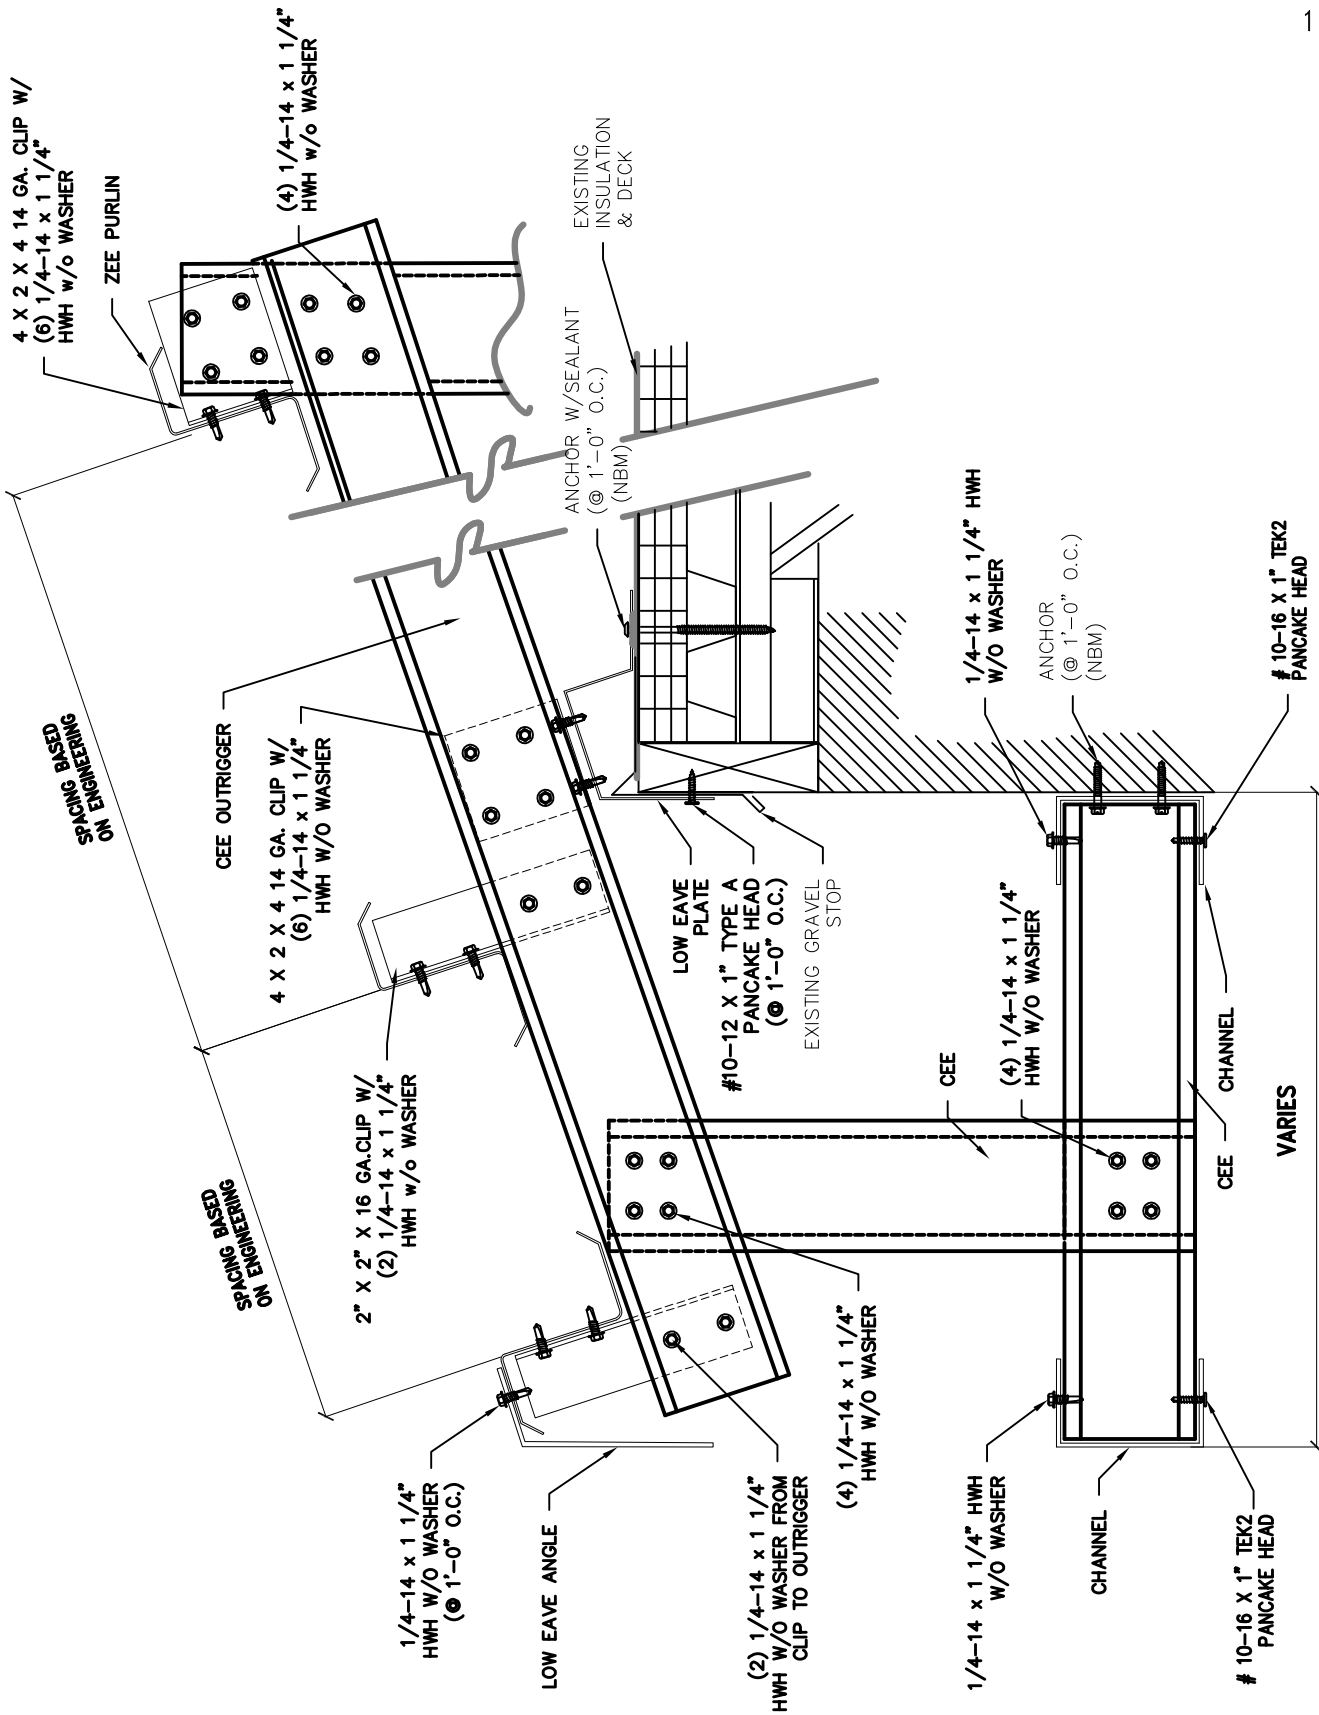 4 X 2 X 4 14 GA. CLIP W/
(6) 1/4-14 x 1 1/4"
HWH w/o WASHER
ZEE PURLIN
(4) 1/4-14 x 1 1/4"
HWH w/o WASHER
SPACING BASED
ON ENGINEERING
CEE OUTRIGGER
4 X 2 X 4 14 GA. CLIP W/
(6) 1/4-14 x 1 1/4"
HWH W/O WASHER
ANCHOR W/SEALANT
(@ 1'-0" O.C.)
(NBM)
EXISTING
INSULATION
& DECK
SPACING BASED
ON ENGINEERING
2" X 2" X 16 GA.CLIP W/
(2) 1/4-14 x 1 1/4"
HWH w/o WASHER
LOW EAVE
PLATE
#10-12 X 1" TYPE A
PANCAKE HEAD
(@ 1'-0" O.C.)
EXISTING GRAVEL
STOP
1/4-14 x 1 1/4" HWH
W/O WASHER
ANCHOR
(@ 1'-0" O.C.)
(NBM)
# 10-16 X 1" TEK2
PANCAKE HEAD
1/4-14 x 1 1/4"
HWH W/O WASHER
(@ 1'-0" O.C.)
LOW EAVE ANGLE
(2) 1/4-14 x 1 1/4"
HWH W/O WASHER FROM
CLIP TO OUTRIGGER
(4) 1/4-14 x 1 1/4"
HWH W/O WASHER
CEE
(4) 1/4-14 x 1 1/4"
HWH W/O WASHER
1/4-14 x 1 1/4" HWH
W/O WASHER
CHANNEL
# 10-16 X 1" TEK2
PANCAKE HEAD
CEE
CHANNEL
VARIES
1